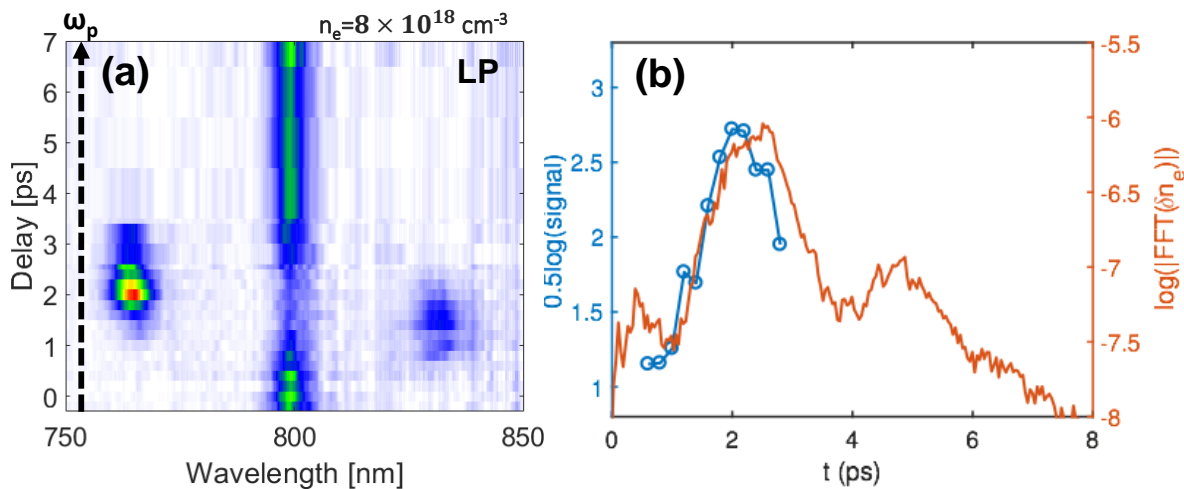 ωp
nₑ=8 × 10¹⁸ cm⁻³
(a)
LP
7
6
5
4
3
2
1
0
Delay [ps]
750
800
850
Wavelength [nm]
(b)
3
2.5
2
1.5
1
0.5log(signal)
-5.5
-6
-6.5
-7
-7.5
-8
log(|FFT(δnₑ)|)
0
2
4
6
8
t (ps)